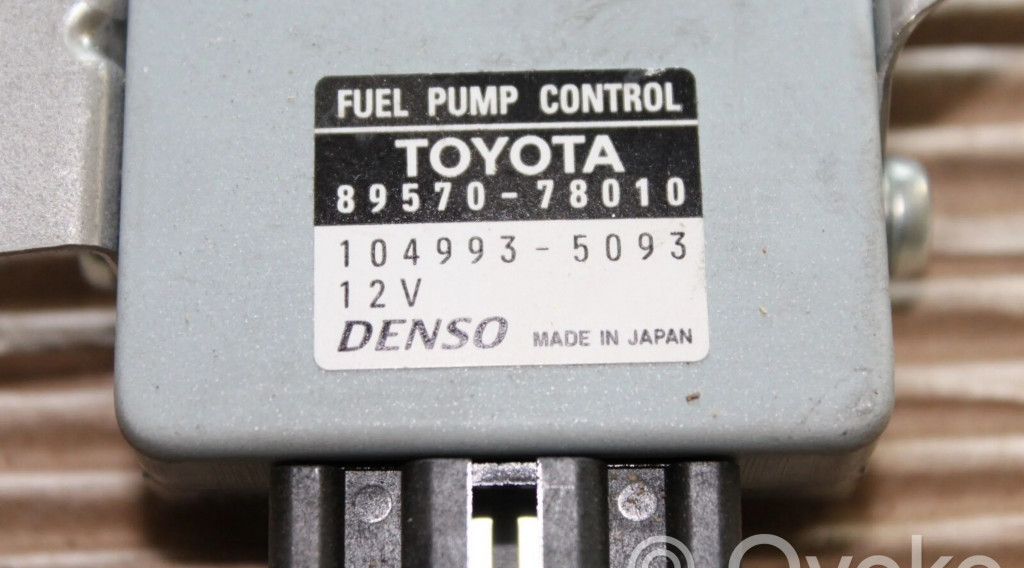 FUEL PUMP CONTROL
TOYOTA
89570-78010
104993-5093
12V
DENSO MADE IN JAPAN